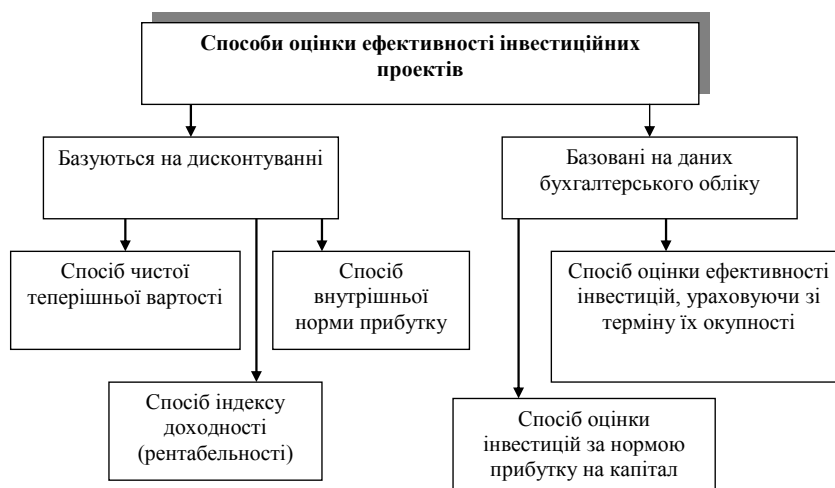 Способи оцінки ефективності інвестиційних
проектів
Базуються на дисконтуванні
Базовані на даних
бухгалтерського обліку
Спосіб чистої
теперішньої вартості
Спосіб
внутрішньої
норми прибутку
Спосіб оцінки ефективності
інвестицій, ураховуючи зі
терміну їх окупності
Спосіб індексу
доходності
(рентабельності)
Спосіб оцінки
інвестицій за нормою
прибутку на капітал